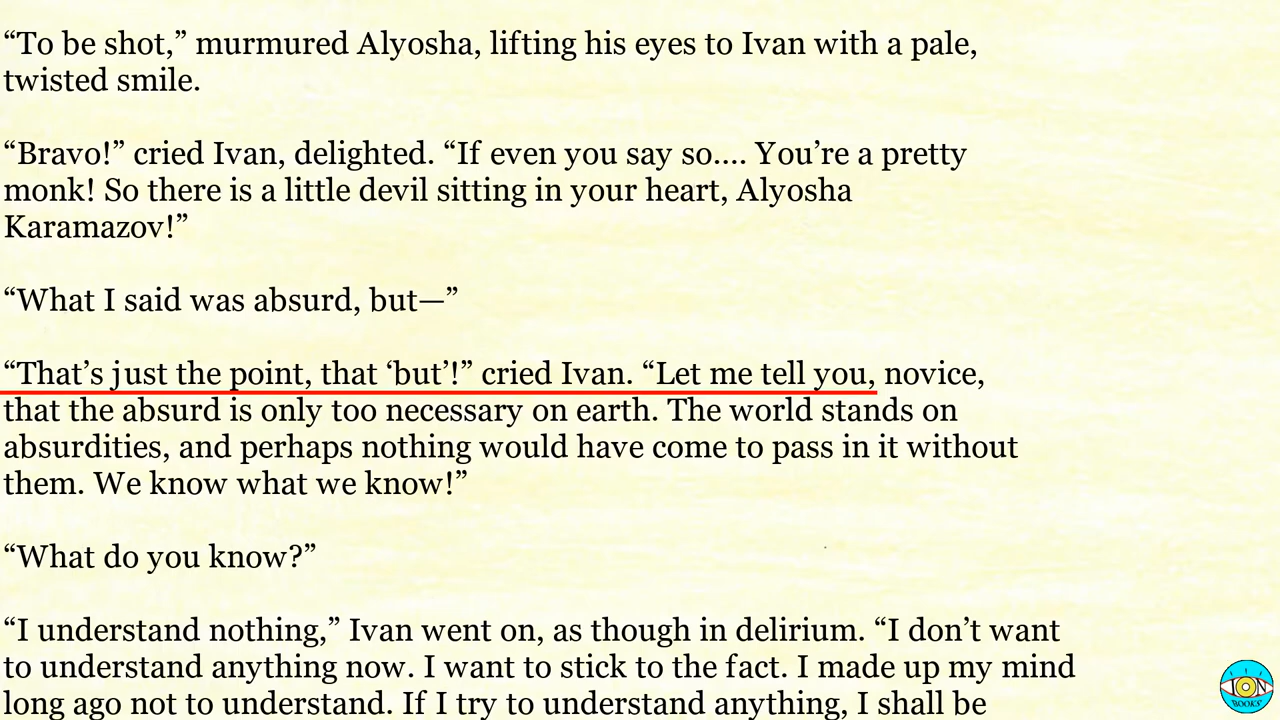 “To be shot,” murmured Alyosha, lifting his eyes to Ivan with a pale,
twisted smile.
“Bravo!” cried Ivan, delighted. “If even you say so.... You’re a pretty
monk! So there is a little devil sitting in your heart, Alyosha
Karamazov!”
“What I said was absurd, but—”
“That’s just the point, that ‘but’!” cried Ivan. “Let me tell you, novice,
that the absurd is only too necessary on earth. The world stands on
absurdities, and perhaps nothing would have come to pass in it without
them. We know what we know!”
“What do you know?”
“I understand nothing,” Ivan went on, as though in delirium. “I don’t want
to understand anything now. I want to stick to the fact. I made up my mind
long ago not to understand. If I try to understand anything, I shall be
ION
BOOKS